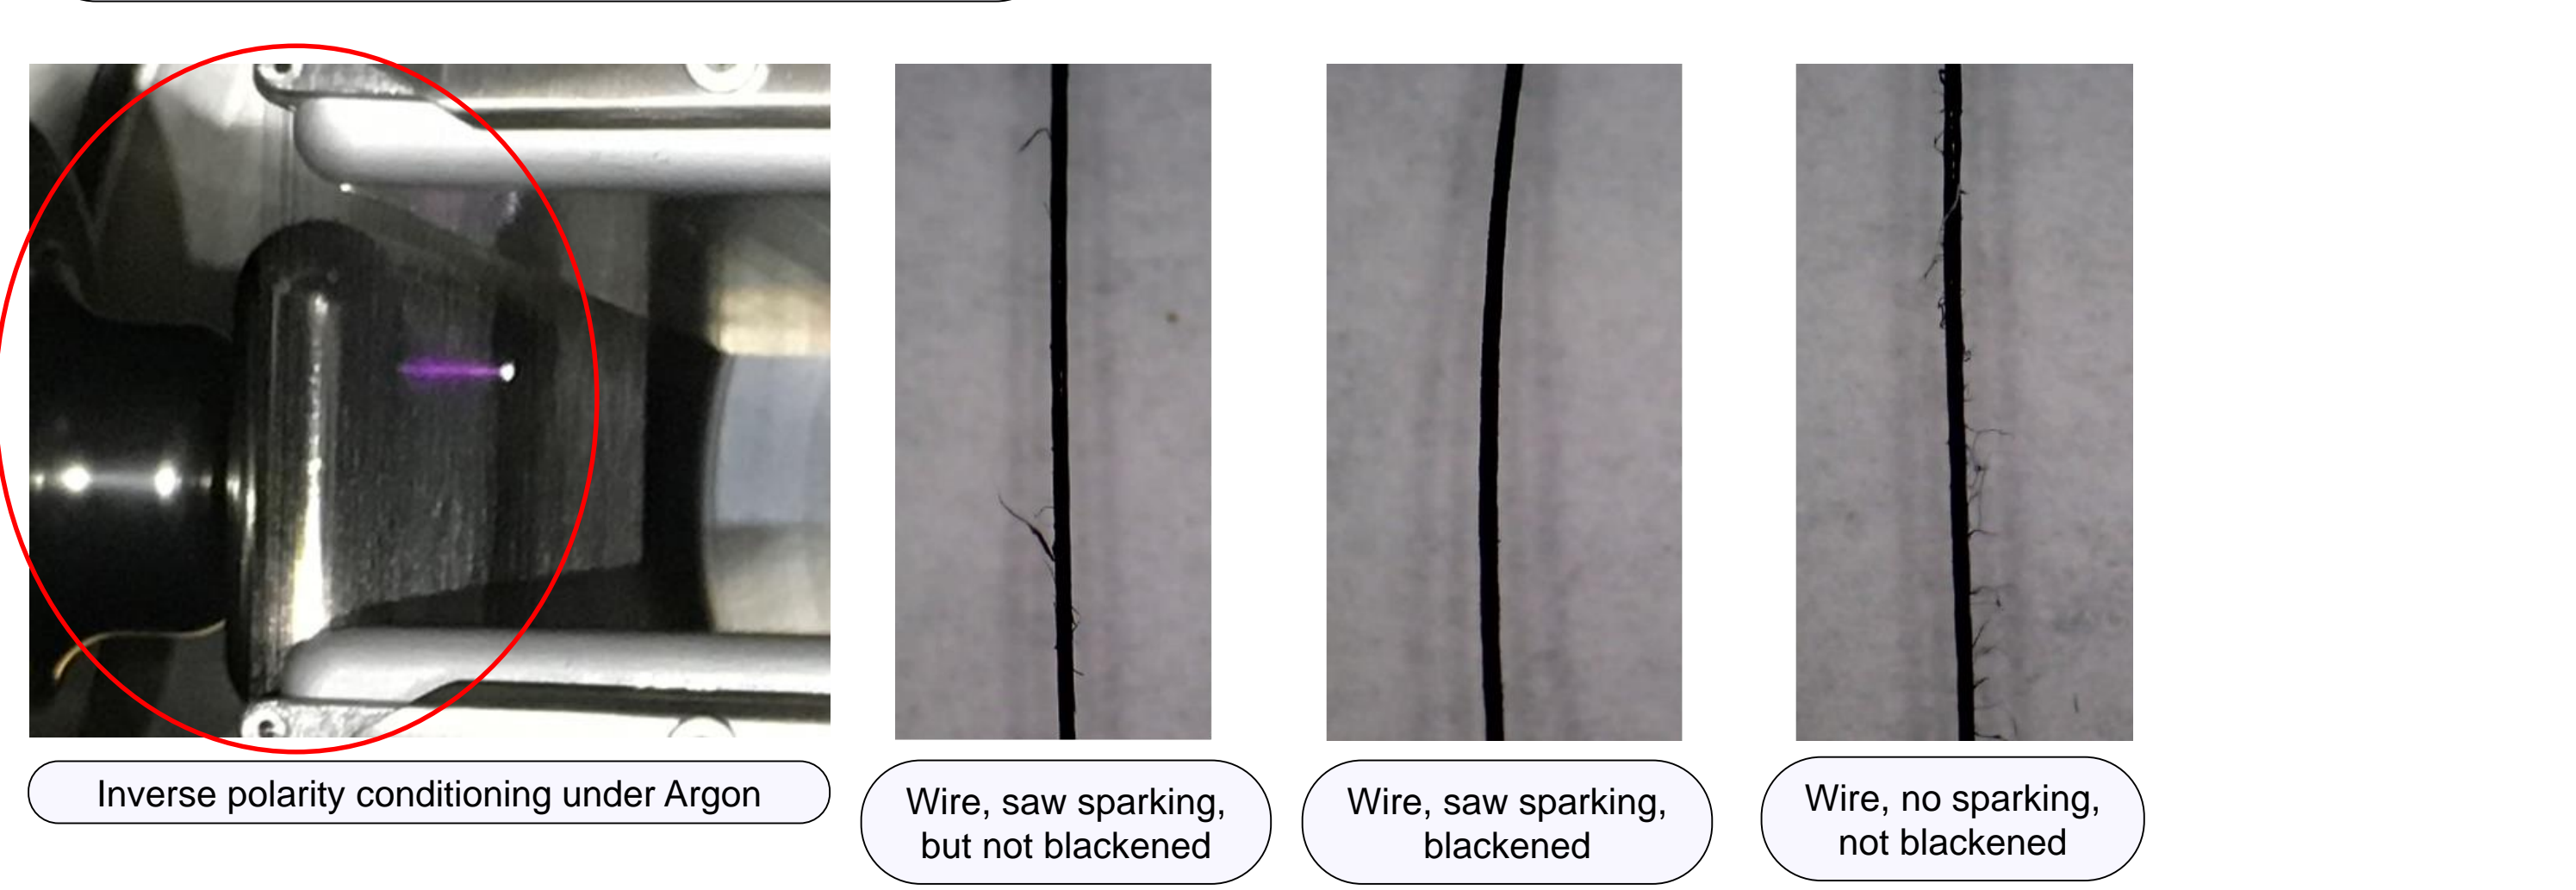 Inverse polarity conditioning under Argon
Wire, saw sparking,
but not blackened
Wire, saw sparking,
blackened
Wire, no sparking,
not blackened